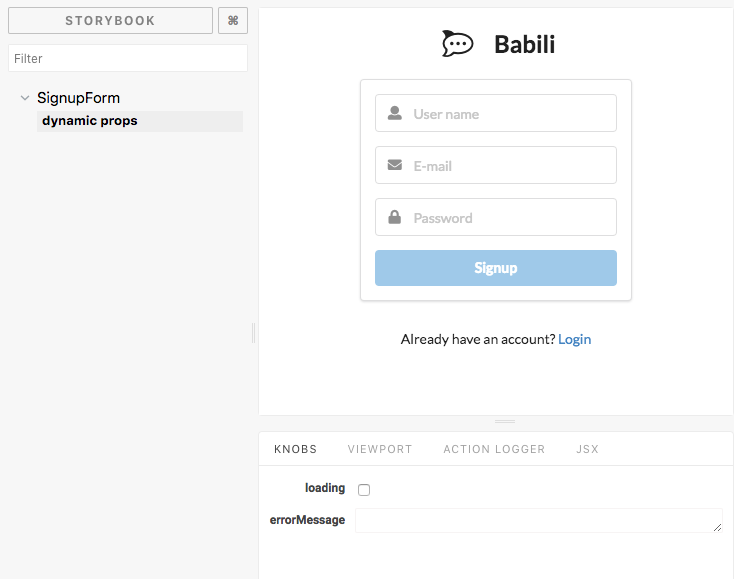 STORYBOOK
⌘
Filter
SignupForm
dynamic props
Babili
User name
E-mail
Password
Signup
Already have an account? Login
KNOBS VIEWPORT ACTION LOGGER JSX
loading
errorMessage